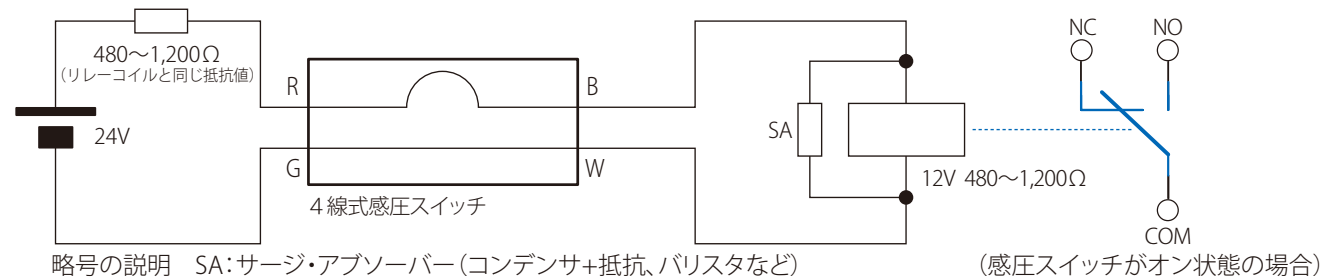 480～1,200Ω
（リレーコイルと同じ抵抗値）
24V
R
B
G
W
4線式感圧スイッチ
SA
12V 480～1,200Ω
NC
NO
COM
略号の説明 SA：サージ・アブソーバー（コンデンサ+抵抗、バリスタなど）
（感圧スイッチがオン状態の場合）